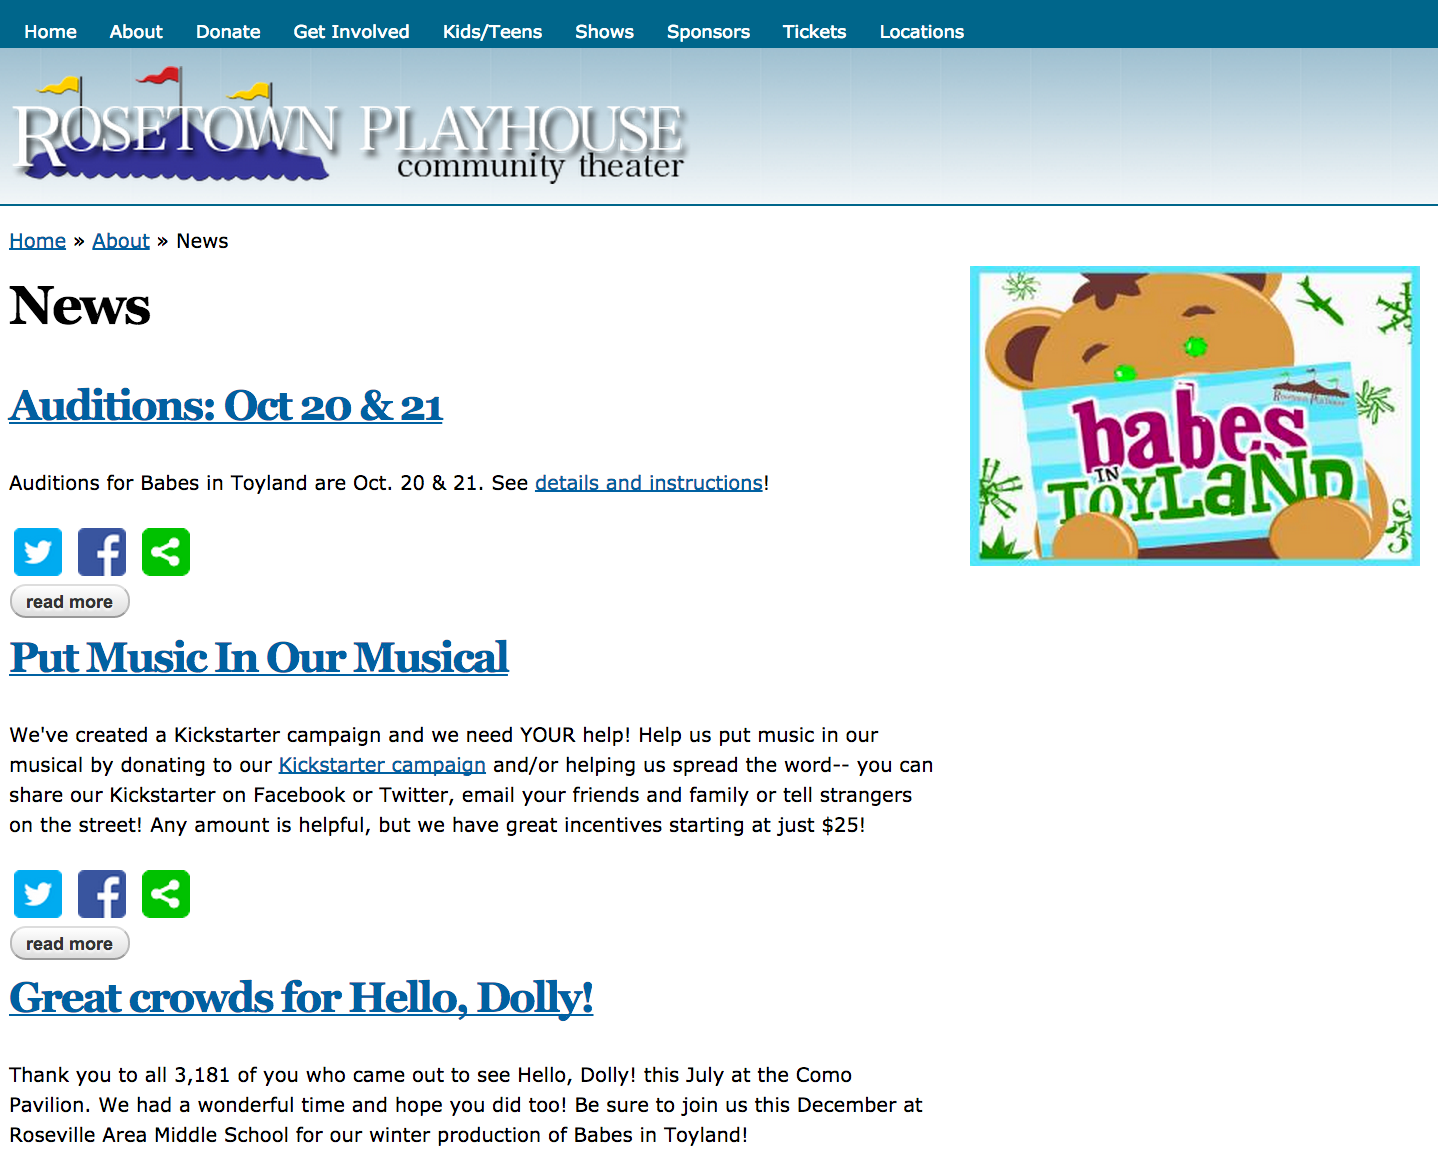 Home About Donate Get Involved Kids/Teens Shows Sponsors Tickets Locations
ROSETOWN PLAYHOUSE
community theater
Home » About » News
News
Auditions: Oct 20 & 21
Auditions for Babes in Toyland are Oct. 20 & 21. See details and instructions!
read more
Put Music In Our Musical
We've created a Kickstarter campaign and we need YOUR help! Help us put music in our
musical by donating to our Kickstarter campaign and/or helping us spread the word-- you can
share our Kickstarter on Facebook or Twitter, email your friends and family or tell strangers
on the street! Any amount is helpful, but we have great incentives starting at just $25!
read more
Great crowds for Hello, Dolly!
Thank you to all 3,181 of you who came out to see Hello, Dolly! this July at the Como
Pavilion. We had a wonderful time and hope you did too! Be sure to join us this December at
Roseville Area Middle School for our winter production of Babes in Toyland!
ROSETOWN PLAYHOUSE
babes
IN
TOYLaND